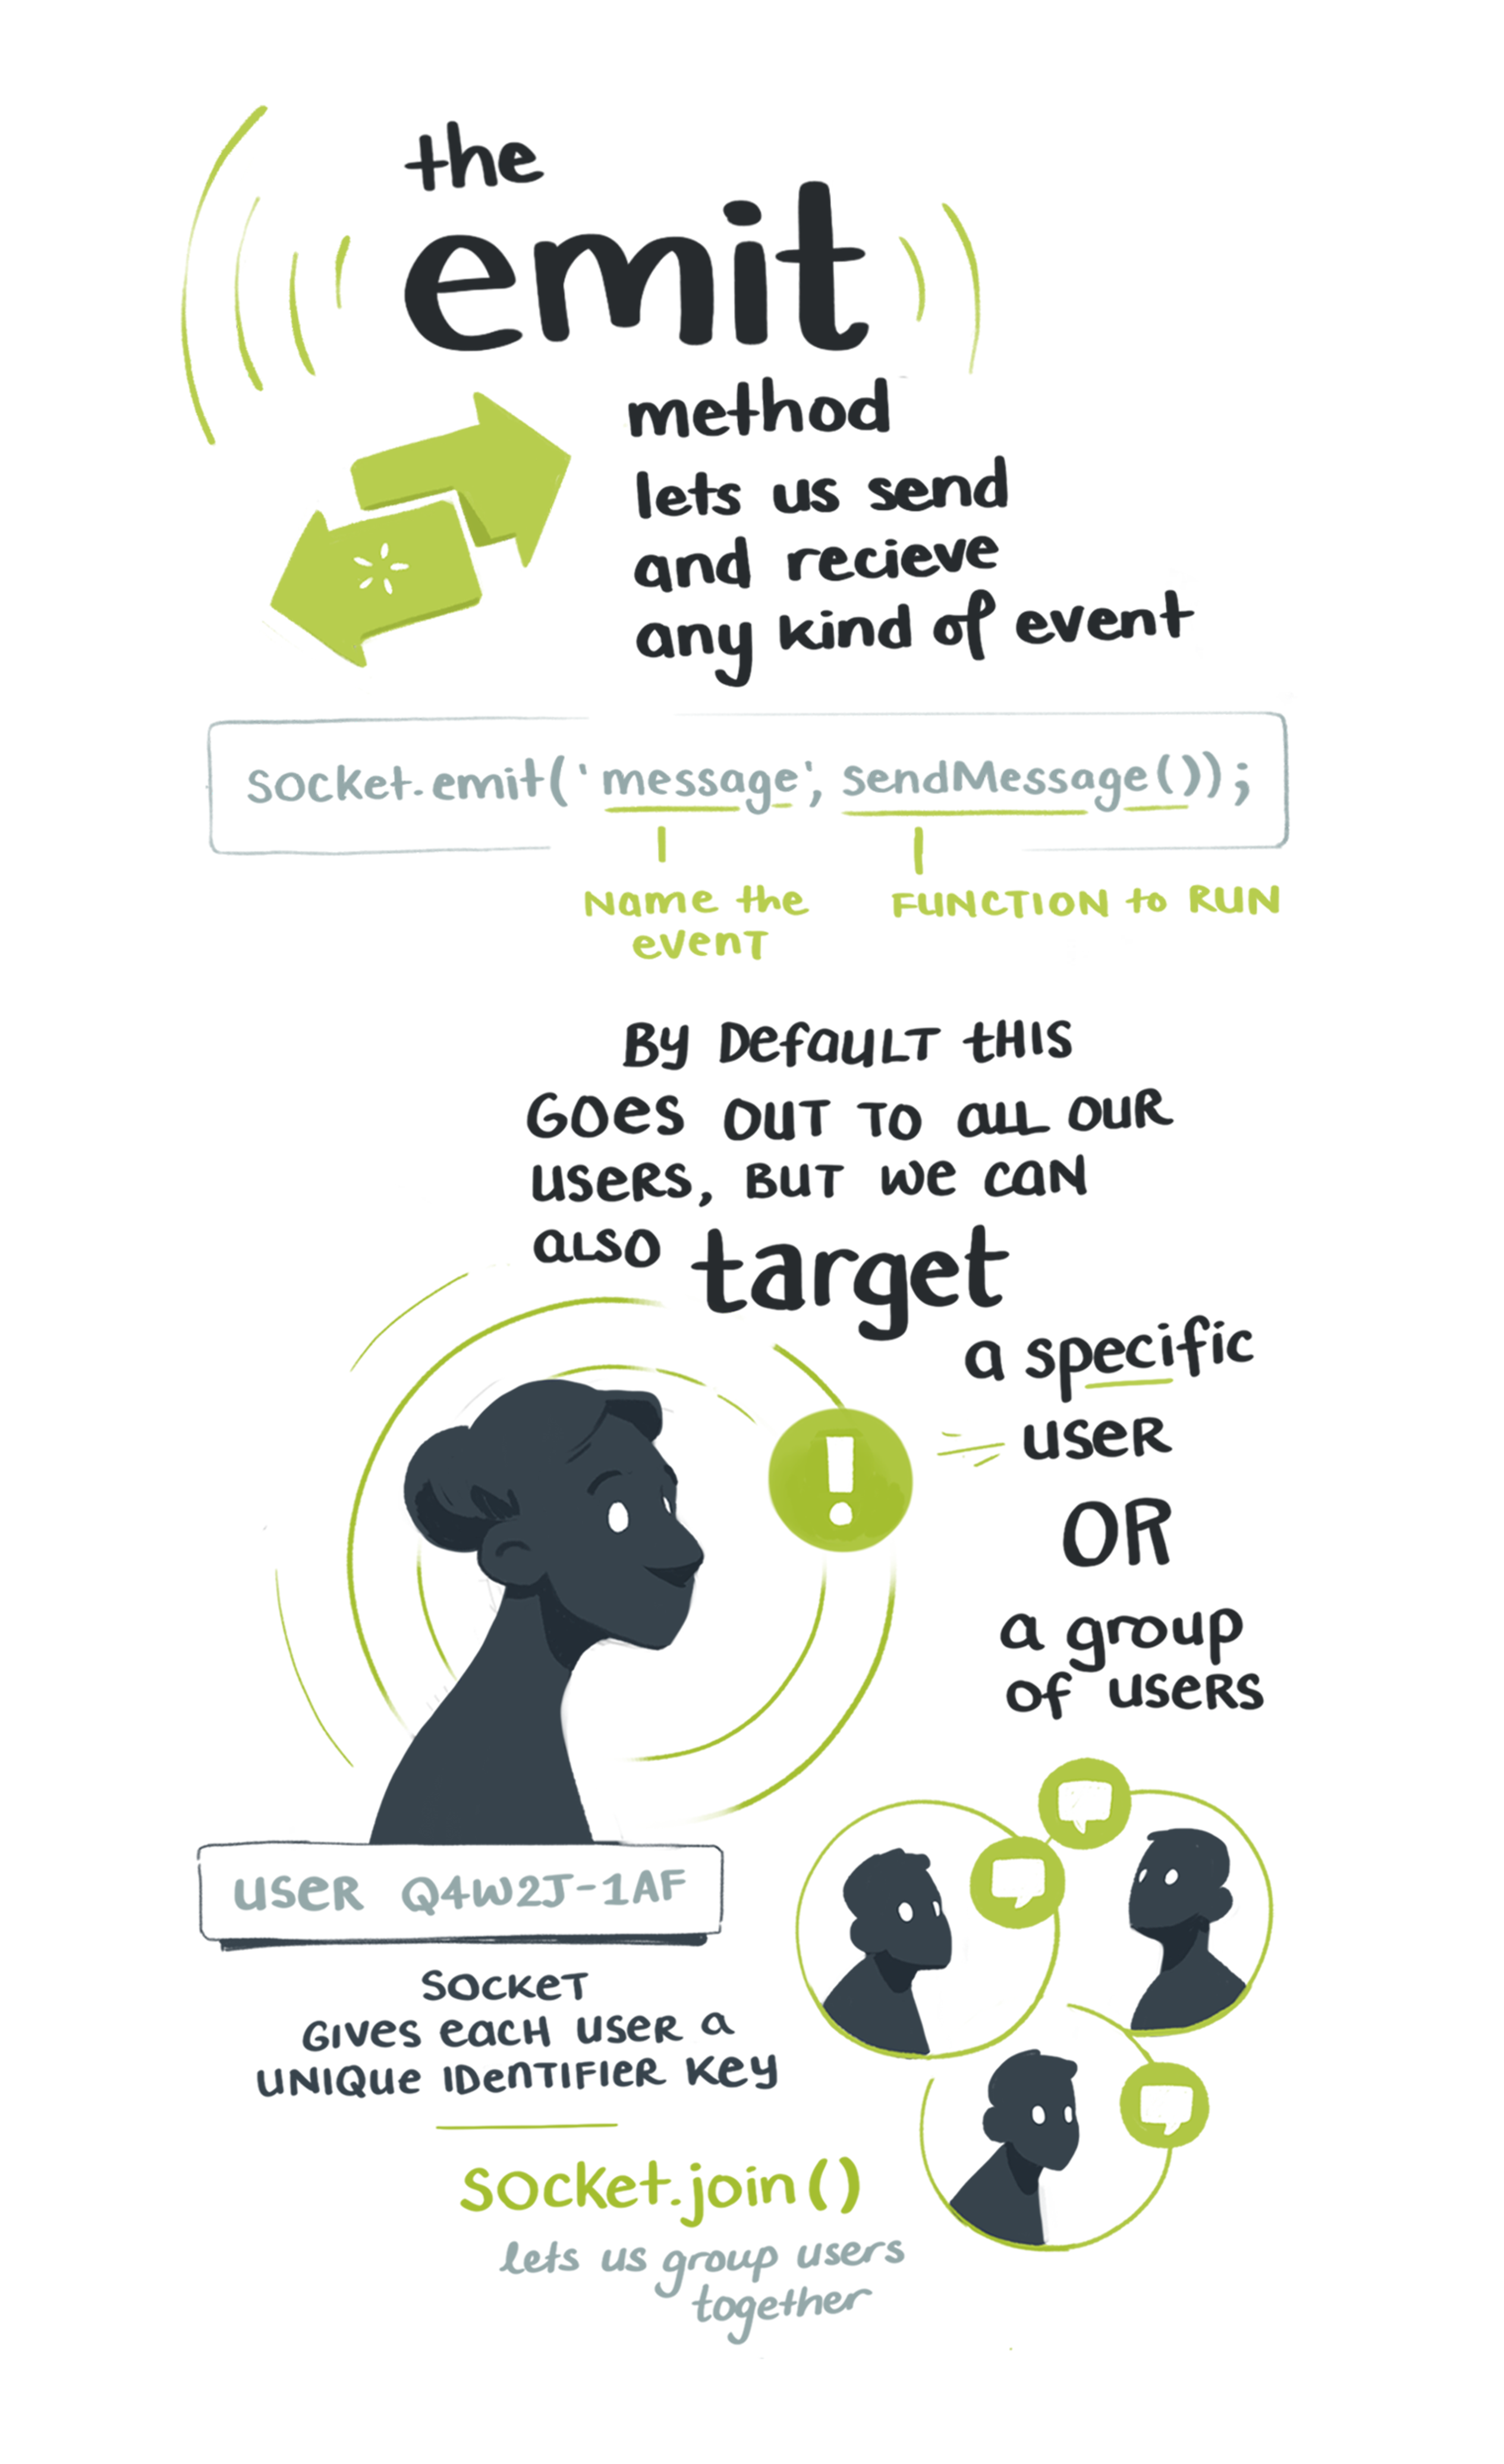 the
emit
method
lets us send
and recieve
any kind of event
socket.emit('message', sendMessage());
Name the
event
FUNCTION to RUN
By Default this
Goes out to all our
users, but we can
also target
a specific
user
OR
a group
of users
user Q4W2J-1AF
Socket
gives each user a
unique identifier key
socket.join()
lets us group users
together